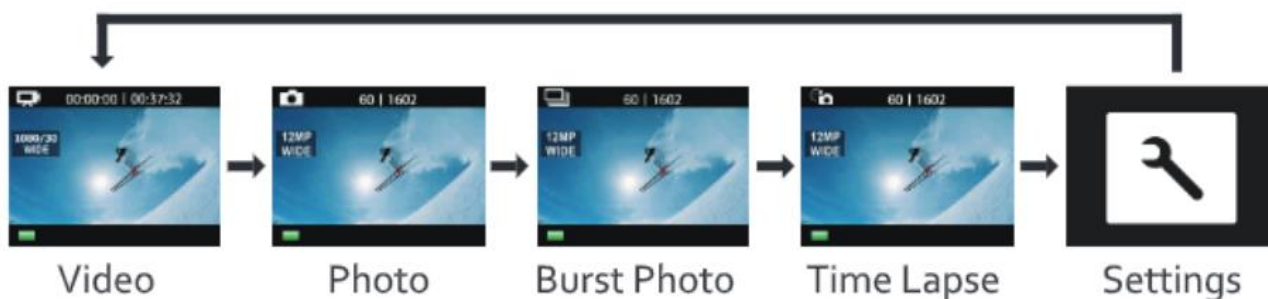 00:00:00 | 00:37:32
1080/30
WIDE
60 | 1602
12MP
WIDE
60 | 1602
12MP
WIDE
60 | 1602
12MP
WIDE
Video
Photo
Burst Photo
Time Lapse
Settings